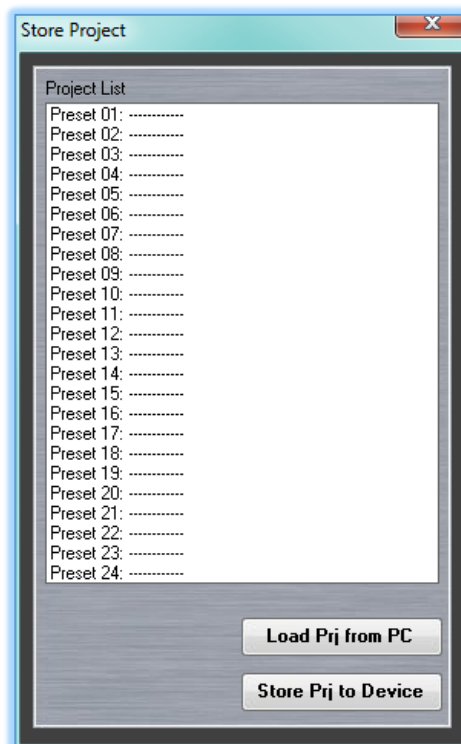 Store Project
Project List
Preset 01: -----------
Preset 02: -----------
Preset 03: -----------
Preset 04: -----------
Preset 05: -----------
Preset 06: -----------
Preset 07: -----------
Preset 08: -----------
Preset 09: -----------
Preset 10: -----------
Preset 11: -----------
Preset 12: -----------
Preset 13: -----------
Preset 14: -----------
Preset 15: -----------
Preset 16: -----------
Preset 17: -----------
Preset 18: -----------
Preset 19: -----------
Preset 20: -----------
Preset 21: -----------
Preset 22: -----------
Preset 23: -----------
Preset 24: -----------
Load Prj from PC
Store Prj to Device